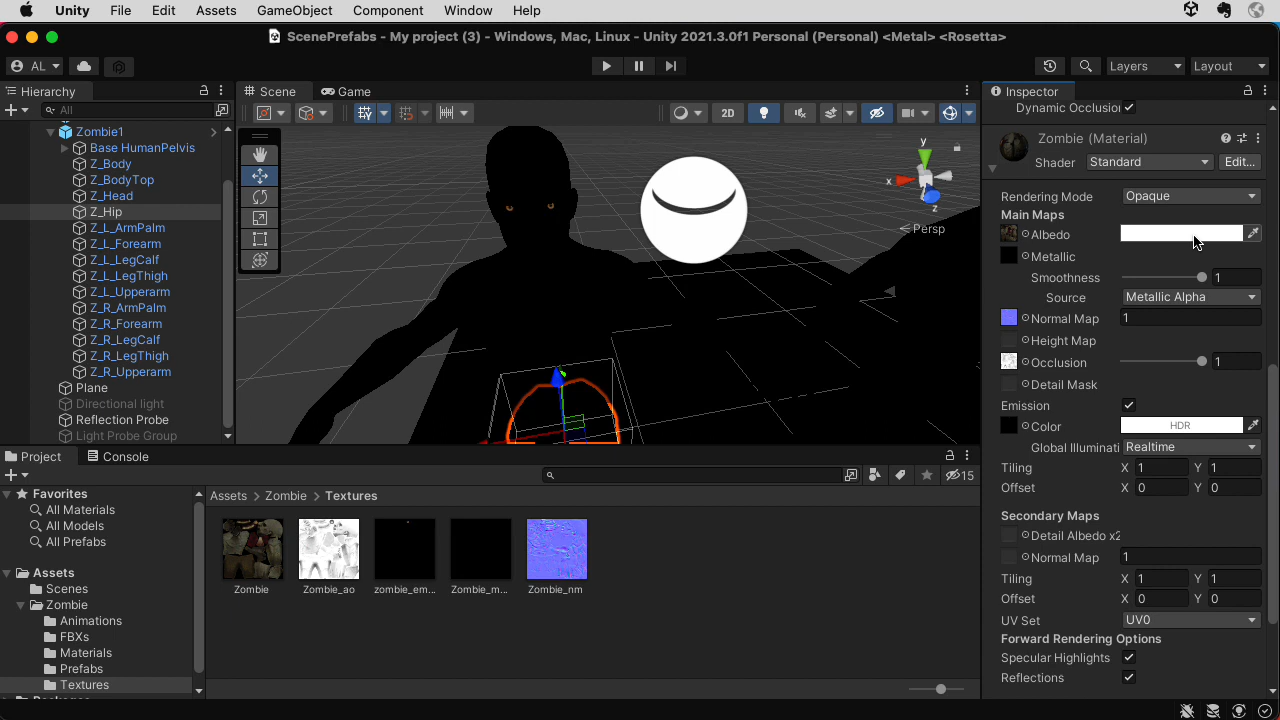 Unity File Edit Assets GameObject Component Window Help
ScenePrefabs - My project (3) - Windows, Mac, Linux - Unity 2021.3.0f1 Personal (Personal) <Metal> <Rosetta>
AL Layers Layout
Hierarchy
All
Zombie1
Base HumanPelvis
Z_Body
Z_BodyTop
Z_Head
Z_Hip
Z_L_ArmPalm
Z_L_Forearm
Z_L_LegCalf
Z_L_LegThigh
Z_L_Upperarm
Z_R_ArmPalm
Z_R_Forearm
Z_R_LegCalf
Z_R_LegThigh
Z_R_Upperarm
Plane
Directional light
Reflection Probe
Light Probe Group
Scene Game
2D
y
x
z
Persp
Inspector
Dynamic Occlusion
Zombie (Material)
Shader Standard Edit...
Rendering Mode Opaque
Main Maps
Albedo
Metallic
Smoothness 1
Source Metallic Alpha
Normal Map 1
Height Map
Occlusion 1
Detail Mask
Emission
Color HDR
Global Illuminati Realtime
Tiling X 1 Y 1
Offset X 0 Y 0
Secondary Maps
Detail Albedo x2
Normal Map 1
Tiling X 1 Y 1
Offset X 0 Y 0
UV Set UV0
Forward Rendering Options
Specular Highlights
Reflections
Project Console
15
Favorites
All Materials
All Models
All Prefabs
Assets
Scenes
Zombie
Animations
FBXs
Materials
Prefabs
Textures
Assets > Zombie > Textures
Zombie Zombie_ao zombie_em... Zombie_m... Zombie_nm